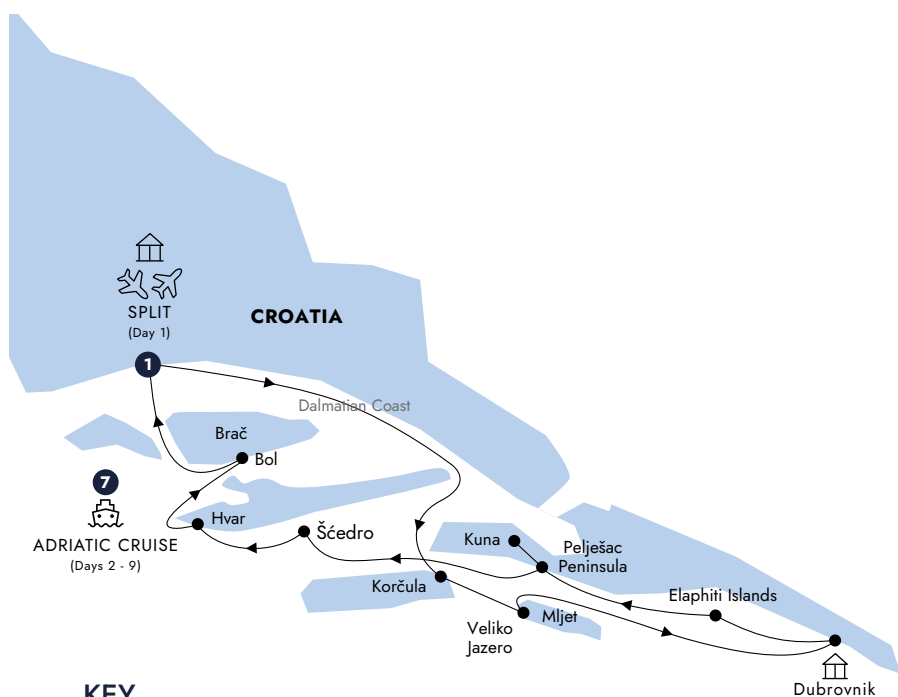 SPLIT
(Day 1)
CROATIA
1
Dalmatian Coast
Brač
Bol
7
ADRIATIC CRUISE
(Days 2 - 9)
Hvar
Šćedro
Kuna
Pelješac
Peninsula
Korčula
Elaphiti Islands
Mljet
Veliko
Jazero
Dubrovnik
KEY